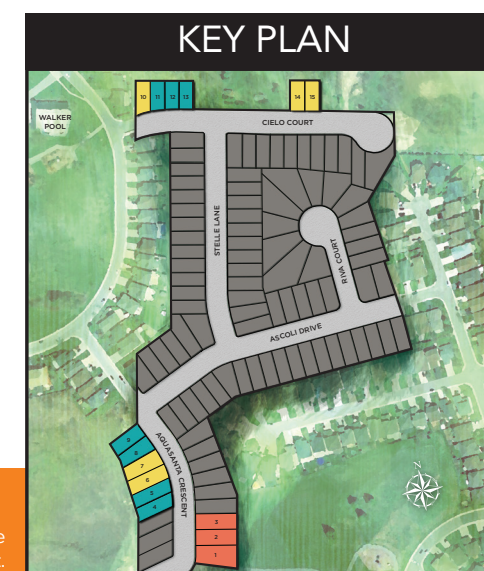 KEY PLAN
10 11 12 13
14 15
WALKER
POOL
CIELO COURT
STELLE LANE
RIVA COURT
ASCOLI DRIVE
AQUASANTA CRESCENT
9
8
7
6
5
4
3
2
1
N
e
t.